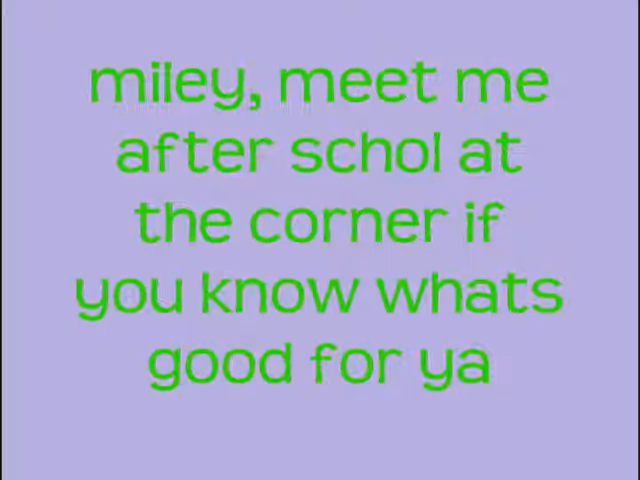 miley, meet me
after schol at
the corner if
you know whats
good for ya